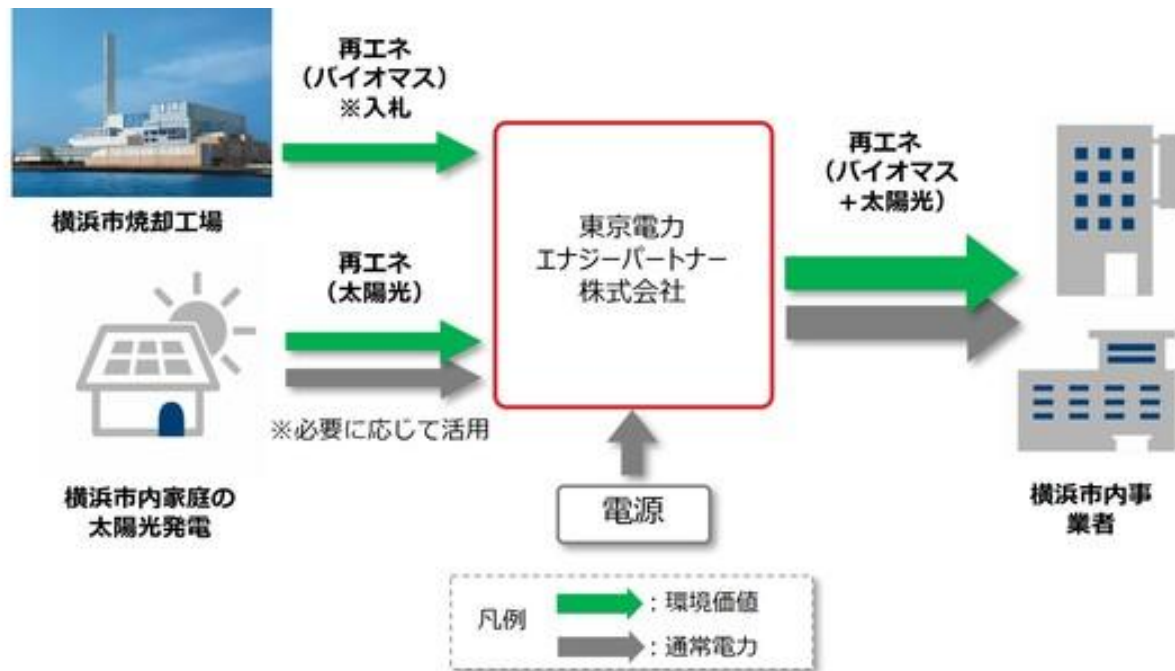 再エネ
（バイオマス）
※入札
横浜市焼却工場
再エネ
（太陽光）
※必要に応じて活用
横浜市内家庭の
太陽光発電
東京電力
エナジーパートナー
株式会社
電源
再エネ
（バイオマス
＋太陽光）
横浜市内事
業者
凡例
：環境価値
：通常電力